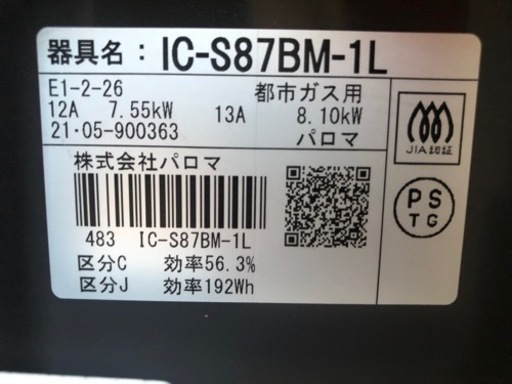 器具名: IC-S87BM-1L
E1-2-26 都市ガス用
12A 7.55kW 13A 8.10kW
21・05-900363 パロマ
JIA認証
株式会社パロマ
PS
TG
483 IC-S87BM-1L
区分C 効率56.3%
区分J 効率192Wh